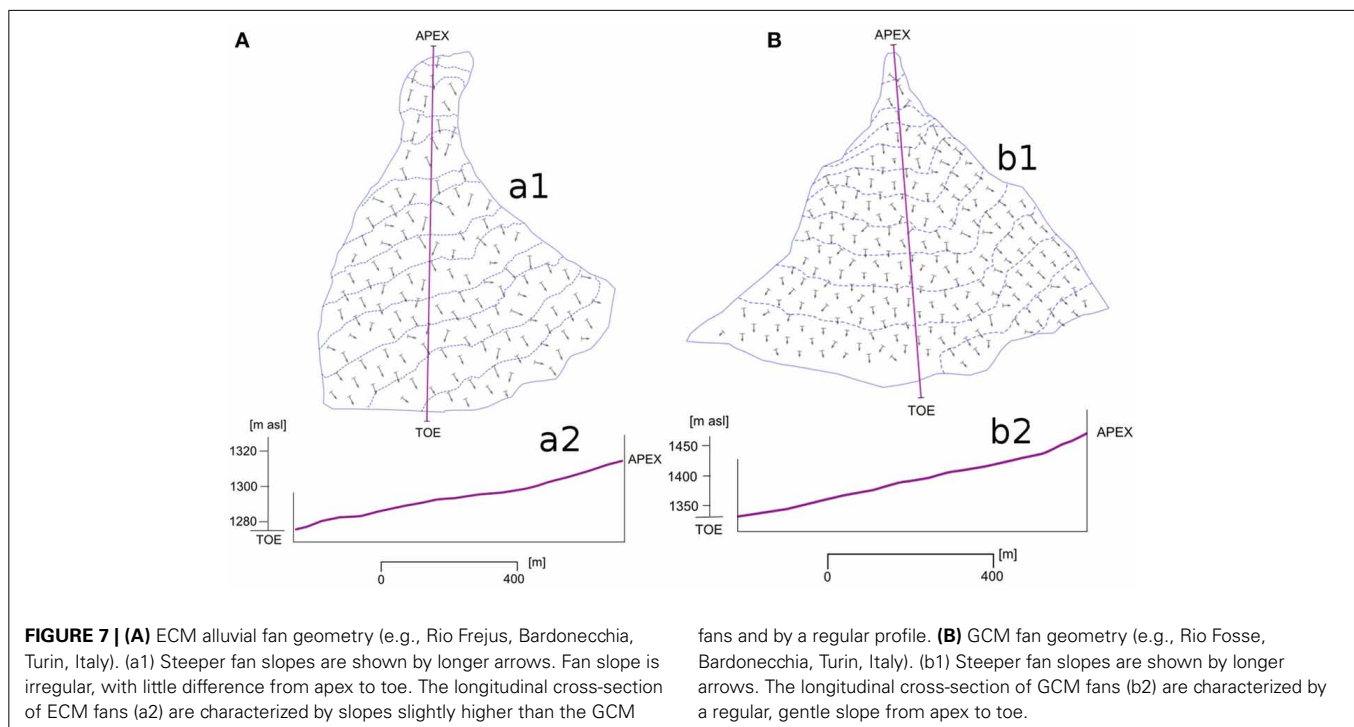 A
APEX
a1
TOE
[m asl]
a2
1320
1300
1280
TOE
APEX
[m]
0
400
B
APEX
b1
TOE
[m asl]
b2
1450
1400
1350
TOE
APEX
[m]
0
400
FIGURE 7 | (A) ECM alluvial fan geometry (e.g., Rio Frejus, Bardonecchia,
Turin, Italy). (a1) Steeper fan slopes are shown by longer arrows. Fan slope is
irregular, with little difference from apex to toe. The longitudinal cross-section
of ECM fans (a2) are characterized by slopes slightly higher than the GCM
fans and by a regular profile. (B) GCM fan geometry (e.g., Rio Fosse,
Bardonecchia, Turin, Italy). (b1) Steeper fan slopes are shown by longer
arrows. The longitudinal cross-section of GCM fans (b2) are characterized by
a regular, gentle slope from apex to toe.